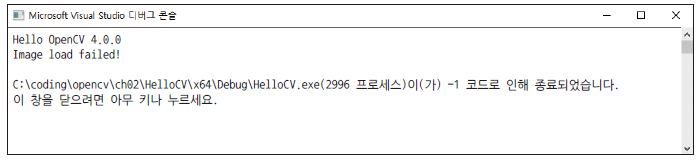 Microsoft Visual Studio 디버그 콘솔
Hello OpenCV 4.0.0
Image load failed!
C:\coding\opencv\ch02\HelloCV\x64\Debug\HelloCV.exe(2996 프로세스)이(가) -1 코드로 인해 종료되었습니다.
이 창을 닫으려면 아무 키나 누르세요.